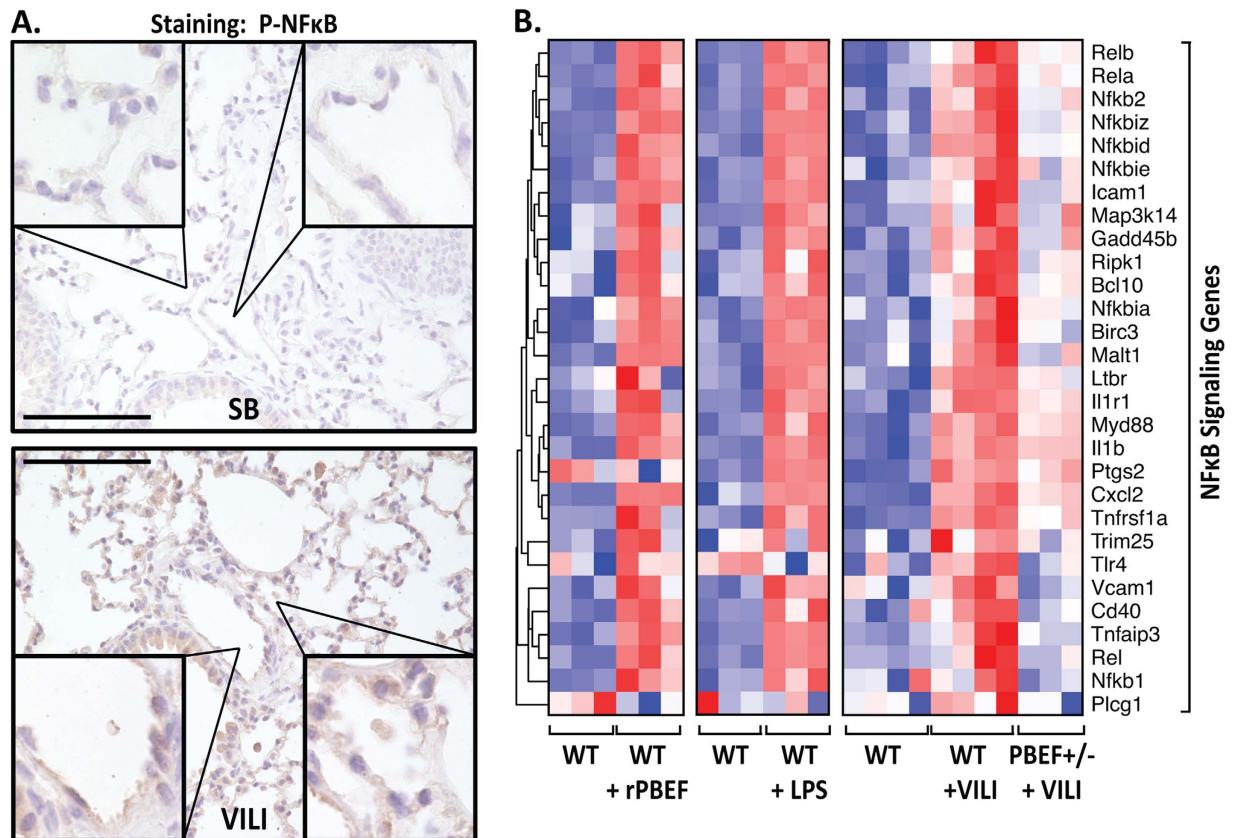 A.
Staining: P-NFκB
SB
VILI
B.
Relb
Rela
Nfkb2
Nfkbiz
Nfkbid
Nfkbie
Icam1
Map3k14
Gadd45b
Ripk1
Bcl10
Nfkbia
Birc3
Malt1
Ltbr
Il1r1
Myd88
Il1b
Ptgs2
Cxcl2
Tnfrsf1a
Trim25
Tlr4
Vcam1
Cd40
Tnfaip3
Rel
Nfkb1
Plcg1
NFκB Signaling Genes
WT
WT
+ rPBEF
WT
WT
+ LPS
WT
WT
+VILI
PBEF+/-
+ VILI